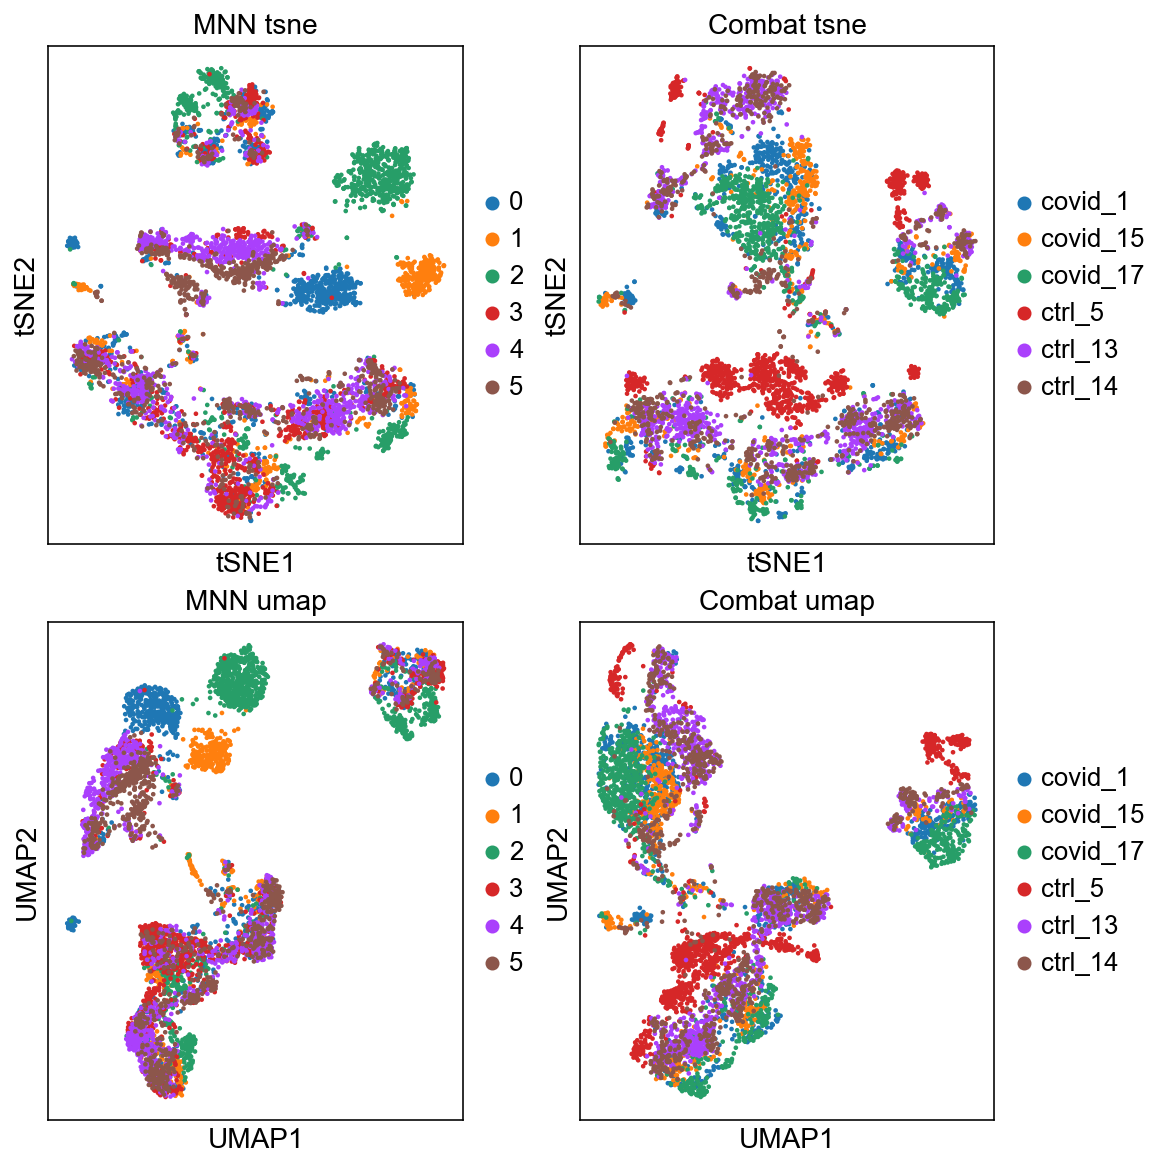 MNN tsne
tSNE2
tSNE1
0
1
2
3
4
5
Combat tsne
tSNE2
tSNE1
covid_1
covid_15
covid_17
ctrl_5
ctrl_13
ctrl_14
MNN umap
UMAP2
UMAP1
0
1
2
3
4
5
Combat umap
UMAP2
UMAP1
covid_1
covid_15
covid_17
ctrl_5
ctrl_13
ctrl_14